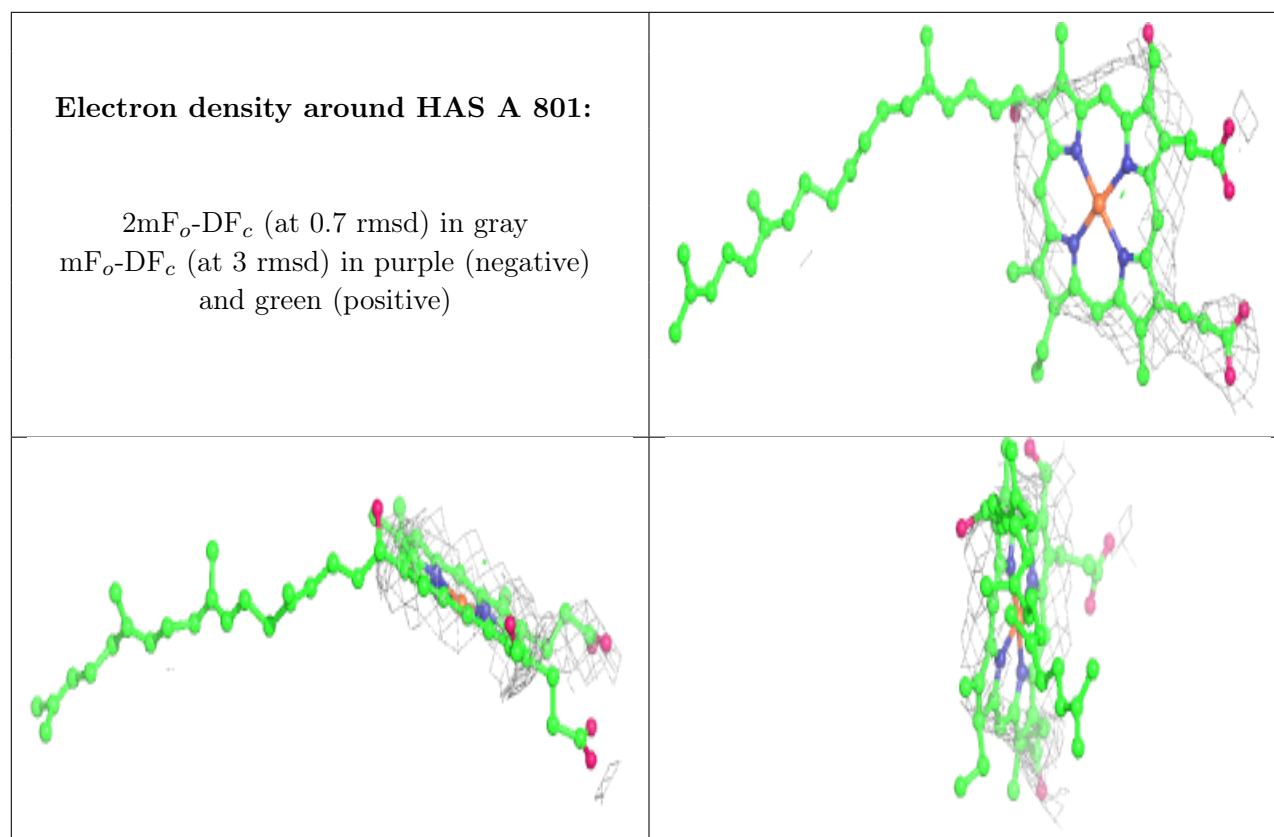 Electron density around HAS A 801:
2mFo-DFc (at 0.7 rmsd) in gray
mFo-DFc (at 3 rmsd) in purple (negative)
and green (positive)